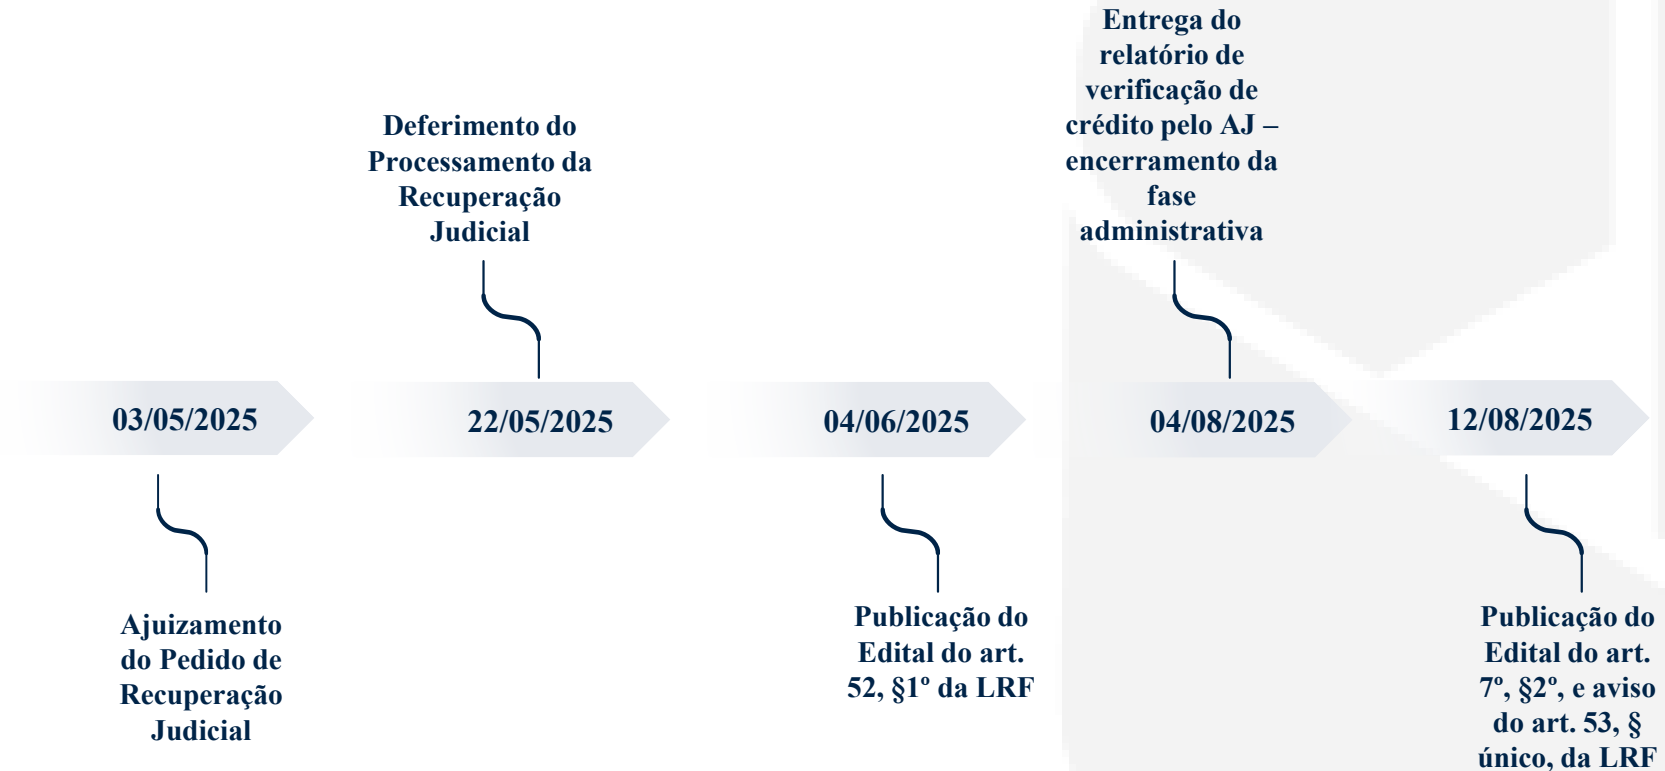 Entrega do
relatório de
verificação de
crédito pelo AJ –
encerramento da
fase
administrativa
Deferimento do
Processamento da
Recuperação
Judicial
03/05/2025
22/05/2025
04/06/2025
04/08/2025
12/08/2025
Ajuizamento
do Pedido de
Recuperação
Judicial
Publicação do
Edital do art.
52, §1º da LRF
Publicação do
Edital do art.
7º, §2º, e aviso
do art. 53, §
único, da LRF